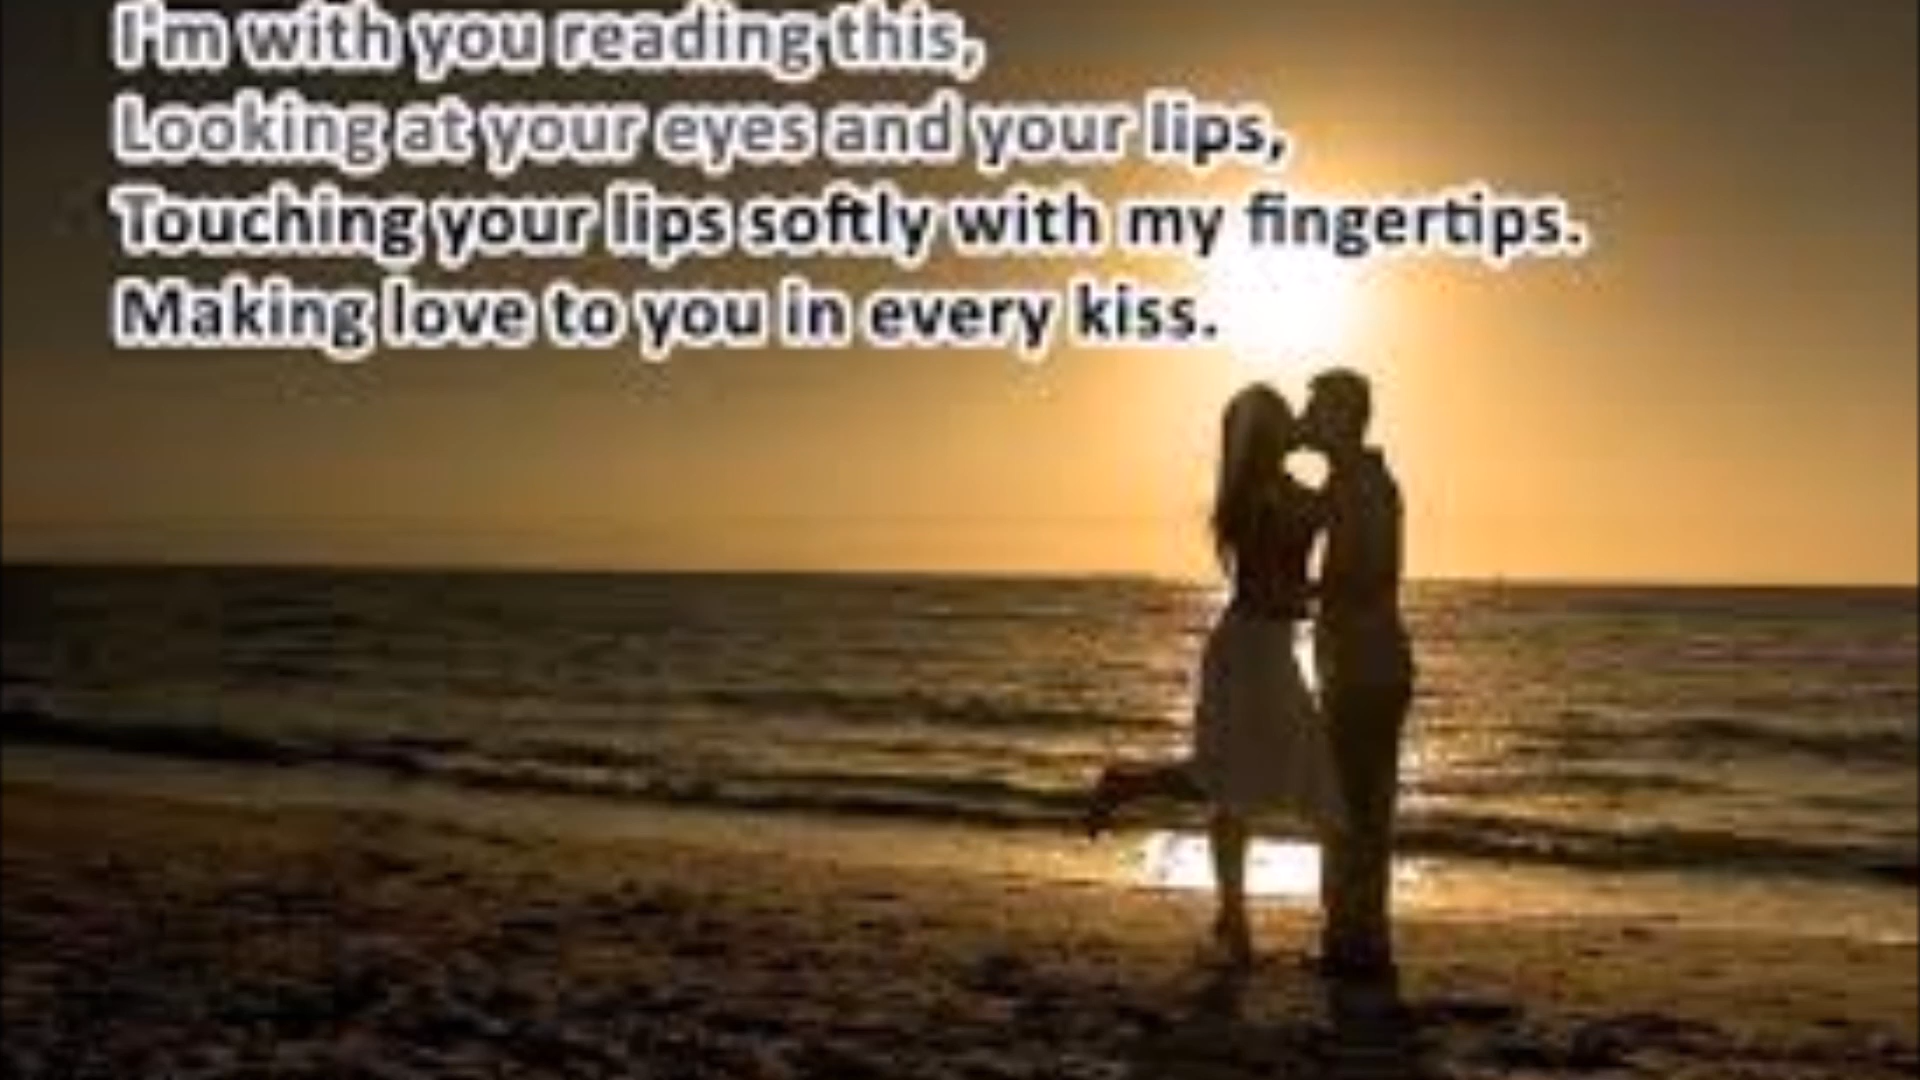 I'm with you reading this,
Looking at your eyes and your lips,
Touching your lips softly with my fingertips.
Making love to you in every kiss.